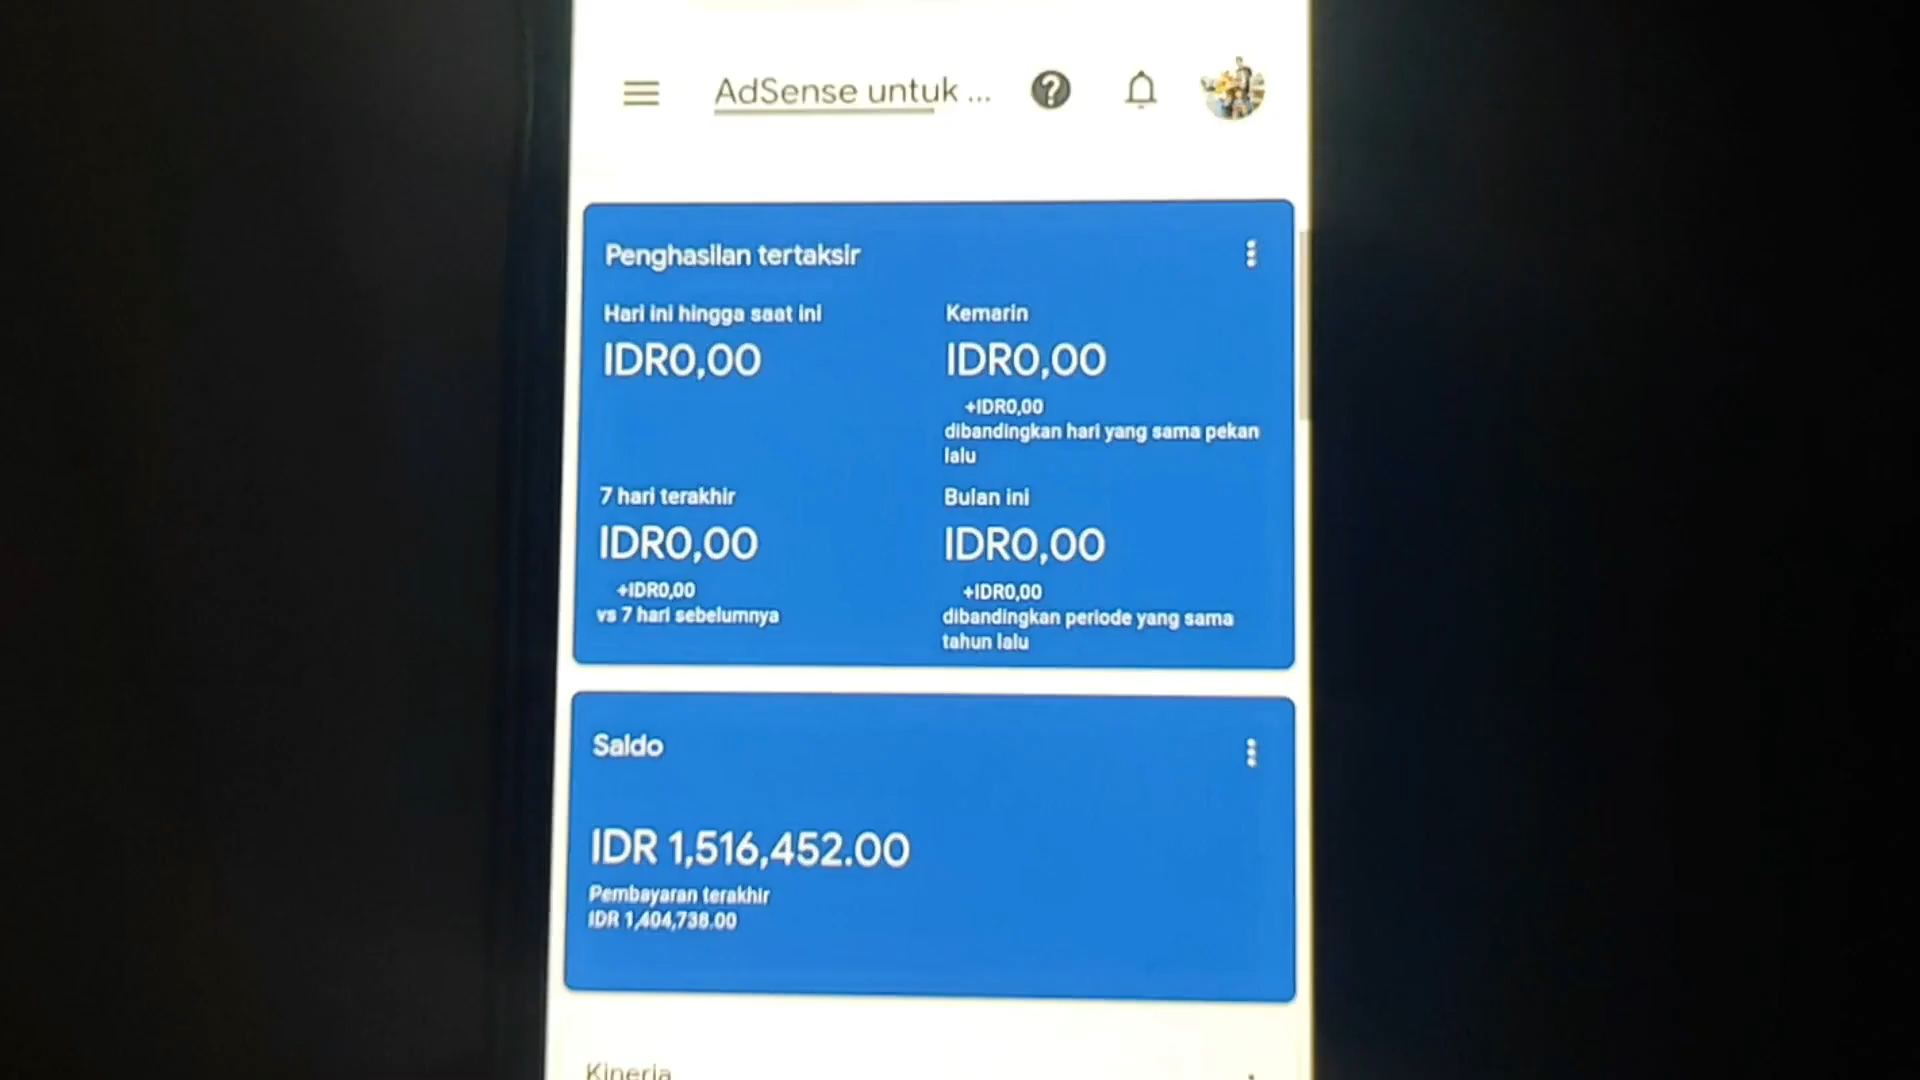 AdSense untuk ...
Penghasilan tertaksir
Hari ini hingga saat ini
Kemarin
IDR0,00
IDR0,00
+IDR0,00
dibandingkan hari yang sama pekan
lalu
7 hari terakhir
Bulan ini
IDR0,00
IDR0,00
+IDR0,00
+IDR0,00
vs 7 hari sebelumnya
dibandingkan periode yang sama
tahun lalu
Saldo
IDR 1,516,452.00
Pembayaran terakhir
IDR 1,404,738.00
Kinerja